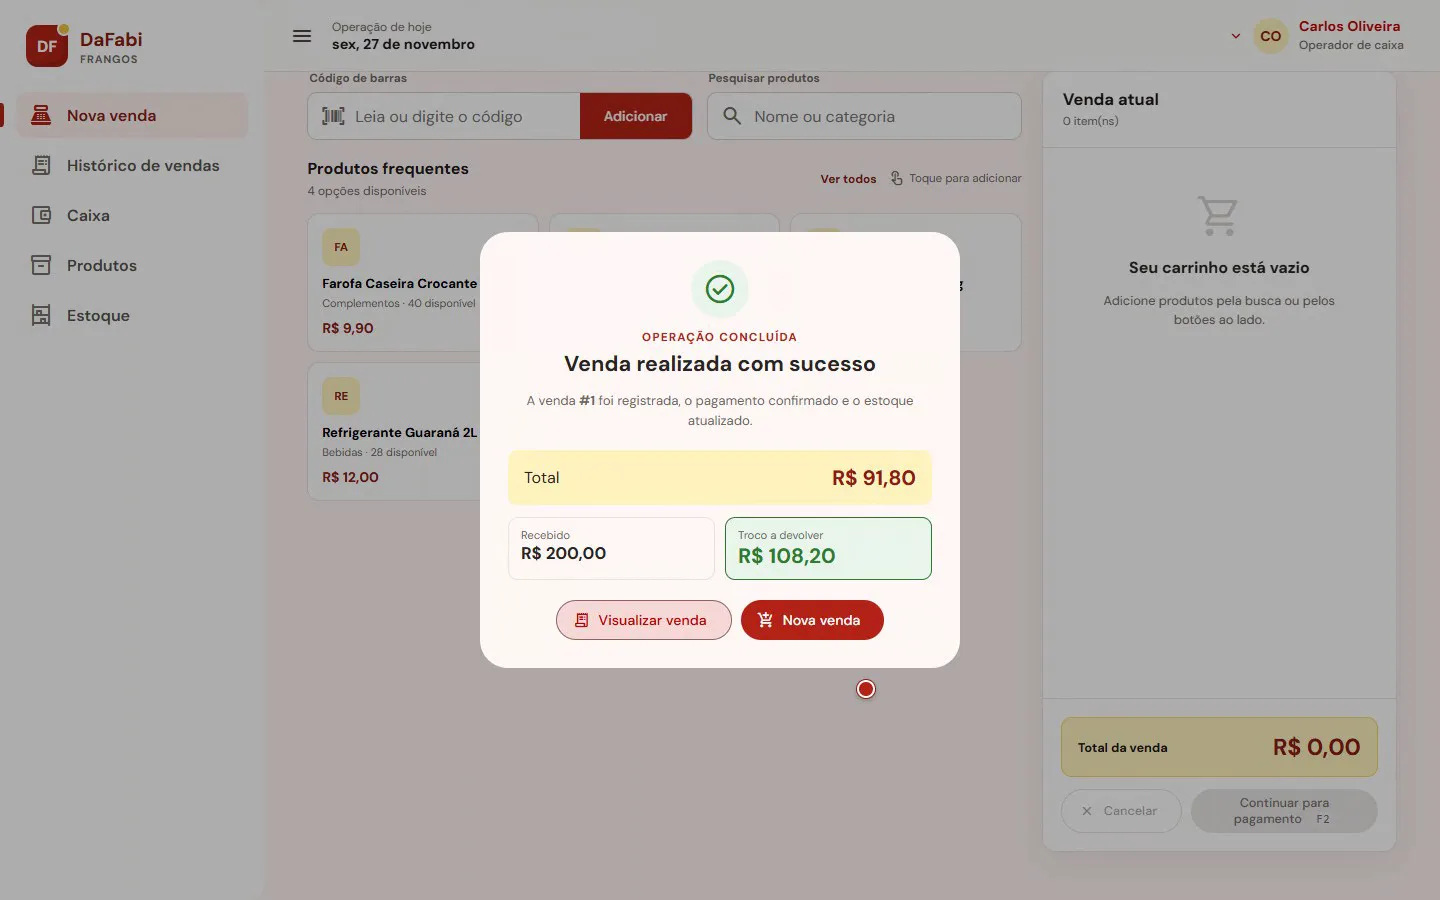 DF
DaFabi
FRANGOS
Nova venda
Histórico de vendas
Caixa
Produtos
Estoque
Operação de hoje
sex, 27 de novembro
CO
Carlos Oliveira
Operador de caixa
Código de barras
Leia ou digite o código
Adicionar
Pesquisar produtos
Nome ou categoria
Produtos frequentes
4 opções disponíveis
Ver todos
Toque para adicionar
FA
Farofa Caseira Crocante
Complementos · 40 disponível
R$ 9,90
RE
Refrigerante Guaraná 2L
Bebidas · 28 disponível
R$ 12,00
OPERAÇÃO CONCLUÍDA
Venda realizada com sucesso
A venda #1 foi registrada, o pagamento confirmado e o estoque
atualizado.
Total
R$ 91,80
Recebido
R$ 200,00
Troco a devolver
R$ 108,20
Visualizar venda
Nova venda
Venda atual
0 item(ns)
Seu carrinho está vazio
Adicione produtos pela busca ou pelos
botões ao lado.
Total da venda
R$ 0,00
Cancelar
Continuar para
pagamento F2